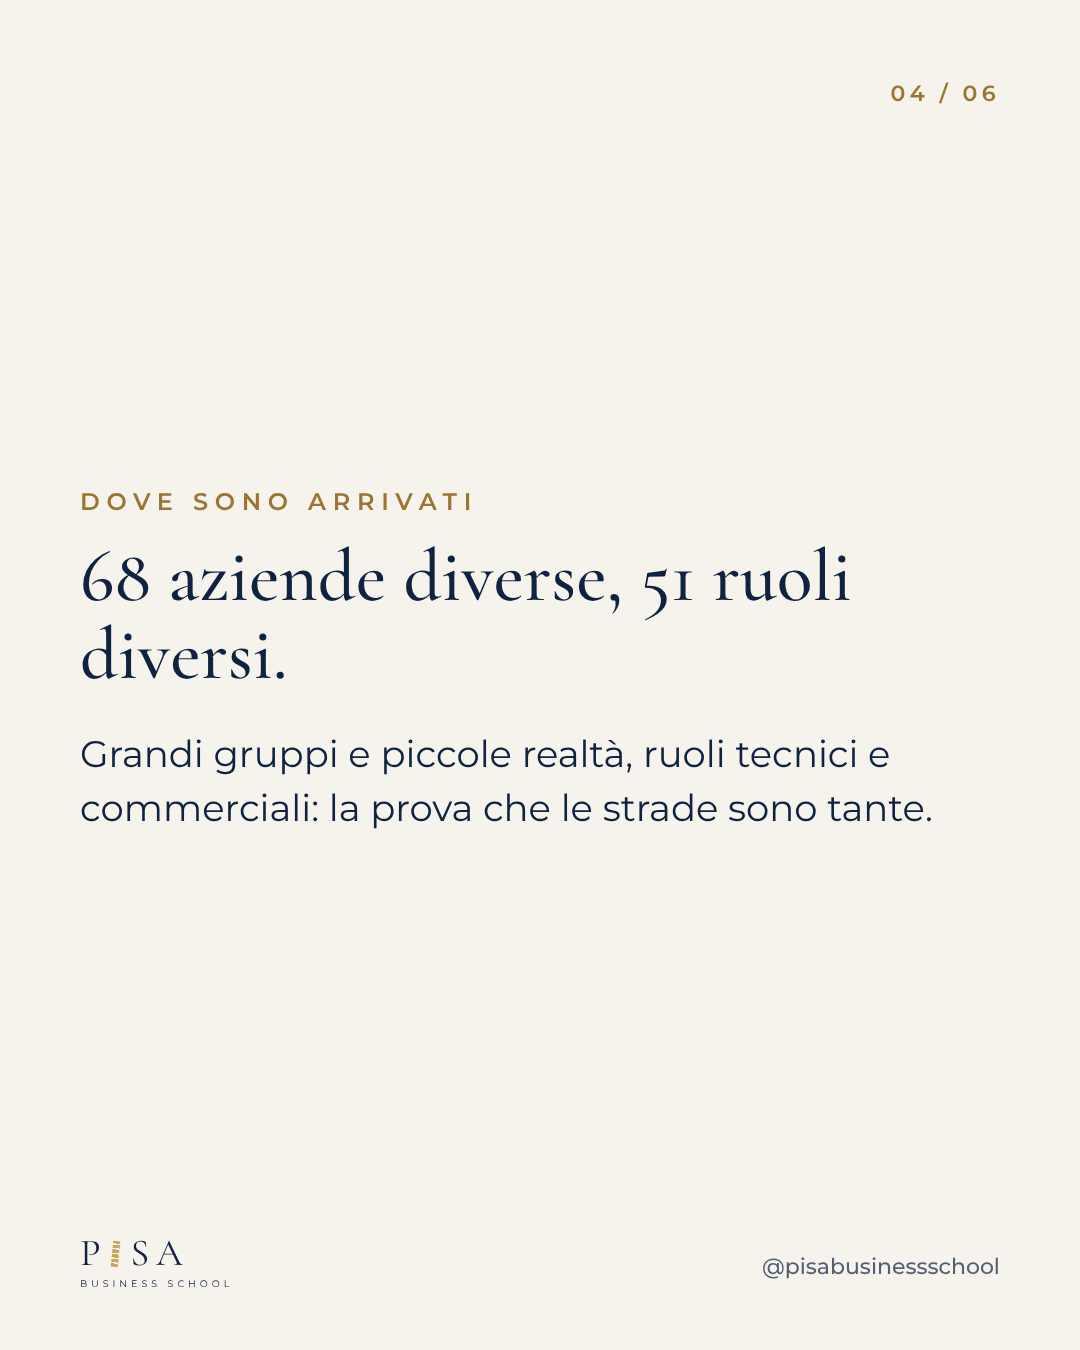 04 / 06
DOVE SONO ARRIVATI
68 aziende diverse, 51 ruoli
diversi.
Grandi gruppi e piccole realtà, ruoli tecnici e
commerciali: la prova che le strade sono tante.
PISA
BUSINESS SCHOOL
@pisabusinessschool